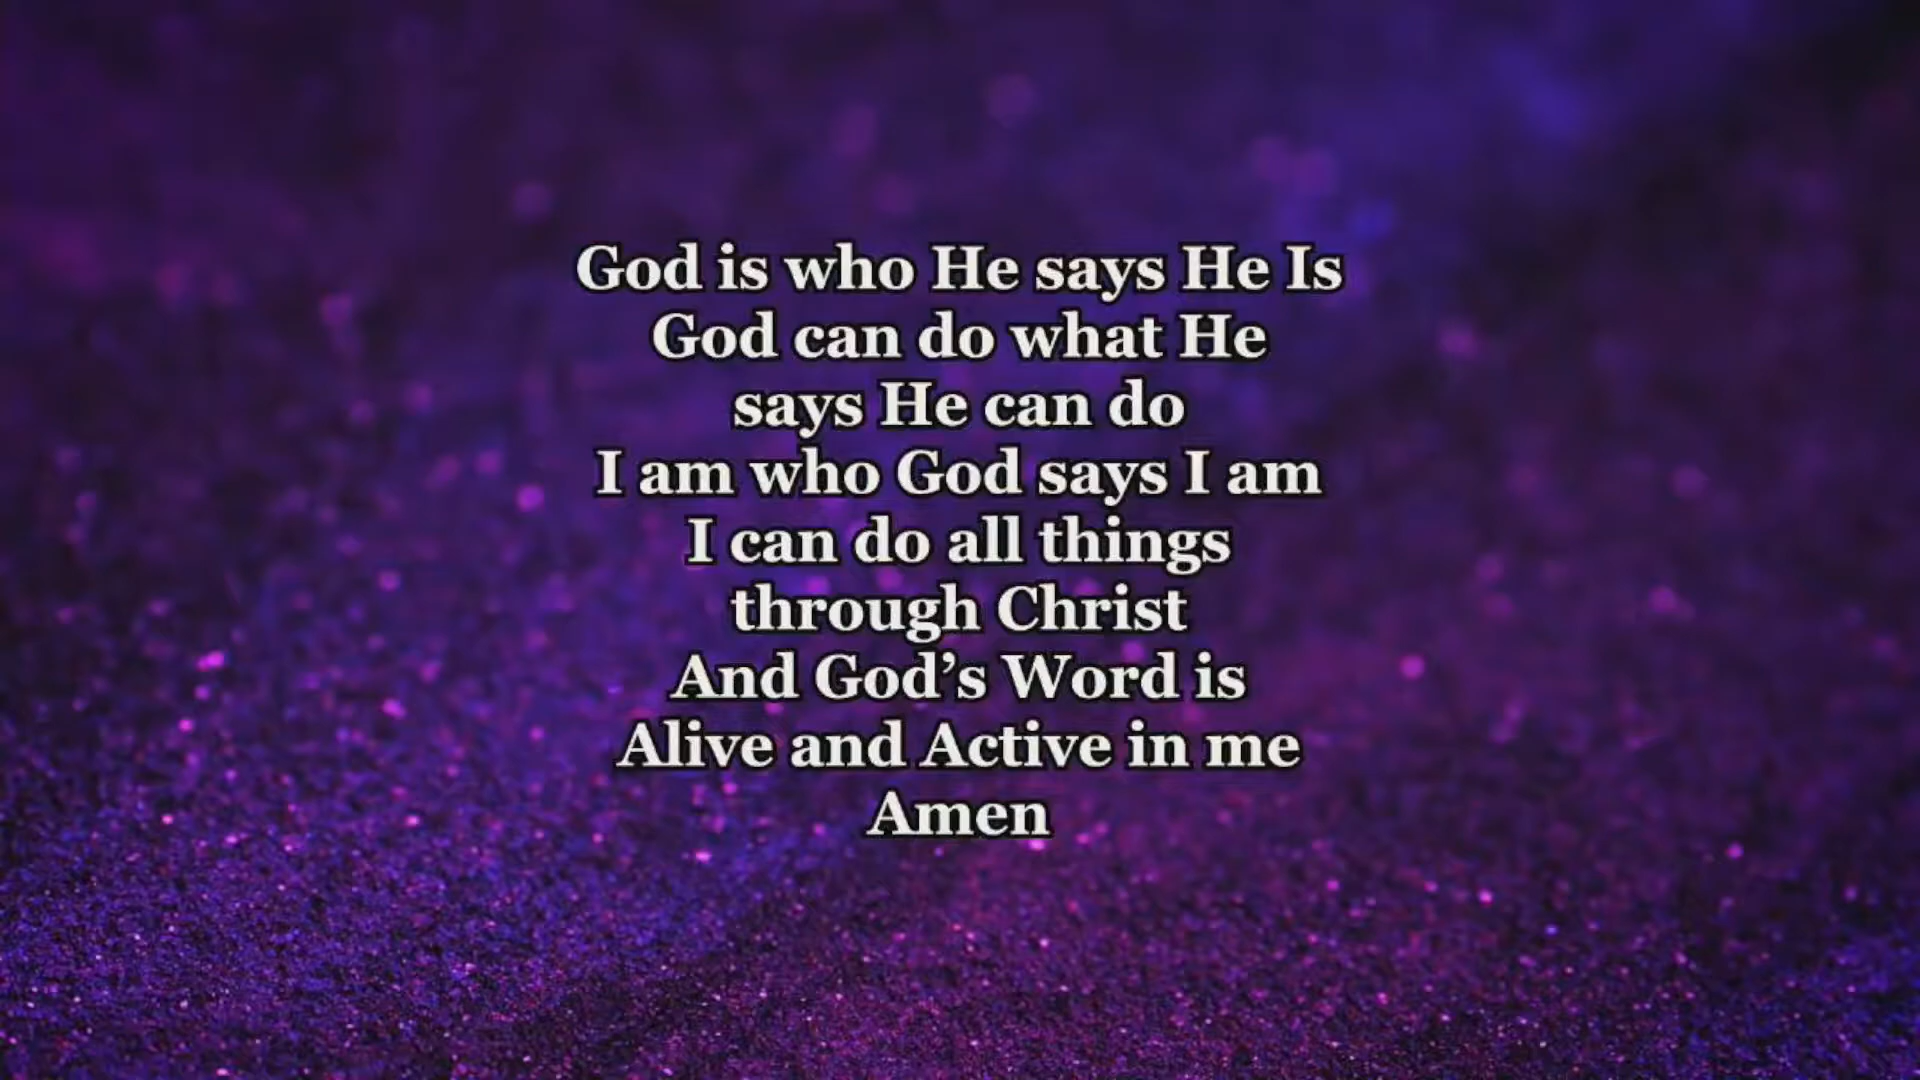 God is who He says He Is
God can do what He
says He can do
I am who God says I am
I can do all things
through Christ
And God’s Word is
Alive and Active in me
Amen